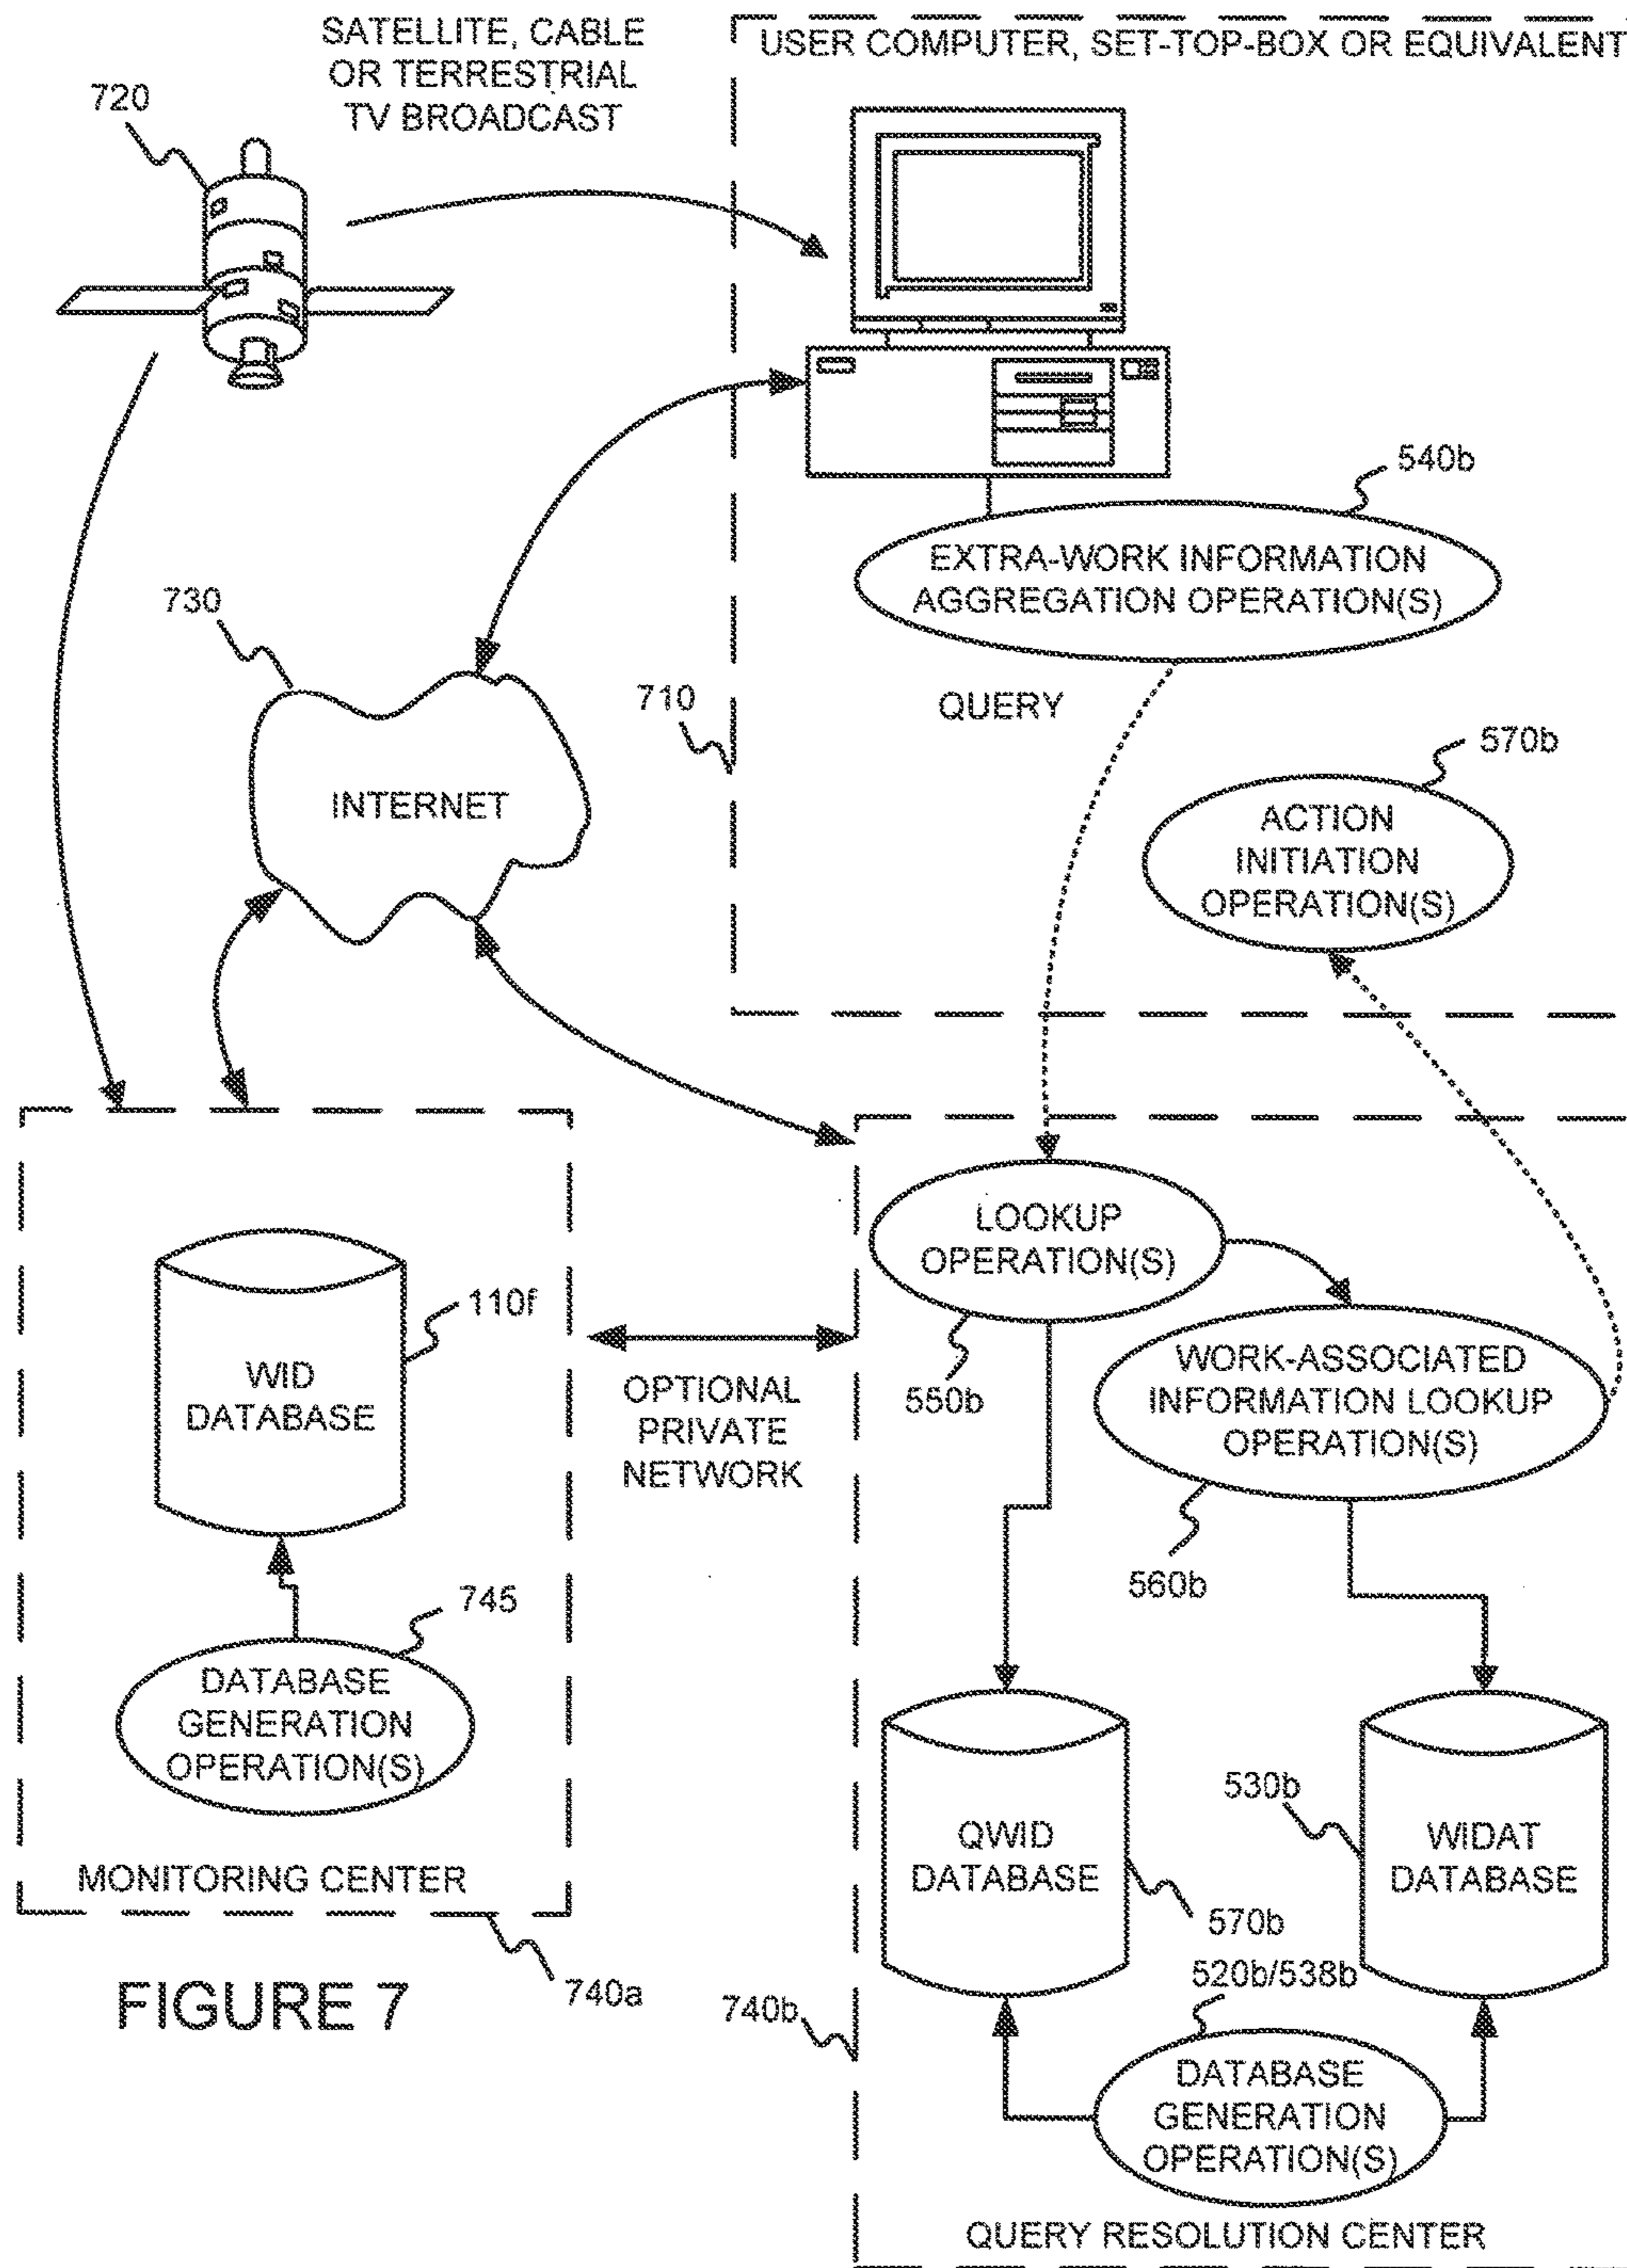 SATELLITE, CABLE
OR TERRESTRIAL
TV BROADCAST
USER COMPUTER, SET-TOP-BOX OR EQUIVALENT
720
540b
EXTRA-WORK INFORMATION
AGGREGATION OPERATION(S)
730
710
QUERY
570b
INTERNET
ACTION
INITIATION
OPERATION(S)
LOOKUP
OPERATION(S)
110f
WID
DATABASE
OPTIONAL
PRIVATE
NETWORK
550b
WORK-ASSOCIATED
INFORMATION LOOKUP
OPERATION(S)
560b
745
DATABASE
GENERATION
OPERATION(S)
MONITORING CENTER
740a
530b
QWID
DATABASE
WIDAT
DATABASE
570b
520b/538b
FIGURE 7
740b
DATABASE
GENERATION
OPERATION(S)
QUERY RESOLUTION CENTER